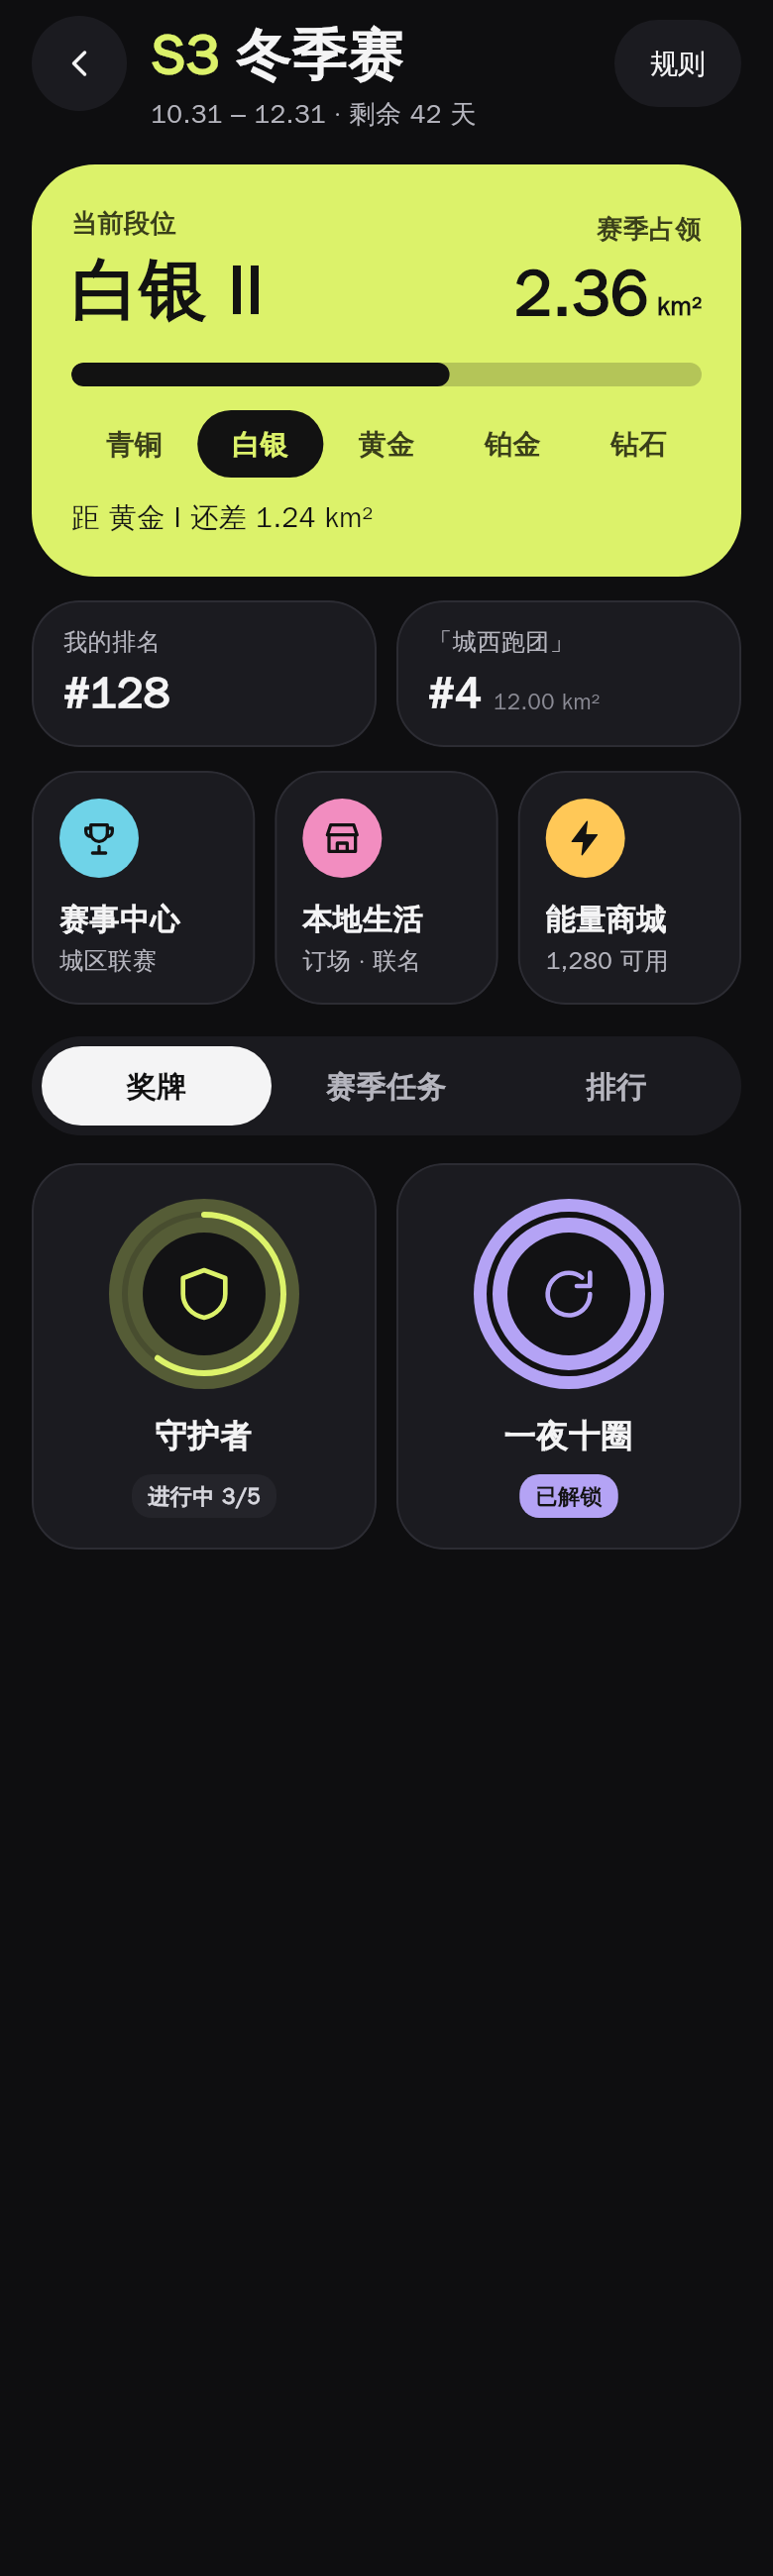 S3 冬季赛
规则
10.31 – 12.31 · 剩余 42 天
当前段位
赛季占领
白银 II
2.36 km²
青铜 白银 黄金 铂金 钻石
距 黄金 I 还差 1.24 km²
我的排名
#128
「城西跑团」
#4 12.00 km²
赛事中心
城区联赛
本地生活
订场 · 联名
能量商城
1,280 可用
奖牌 赛季任务 排行
守护者
进行中 3/5
一夜十圈
已解锁